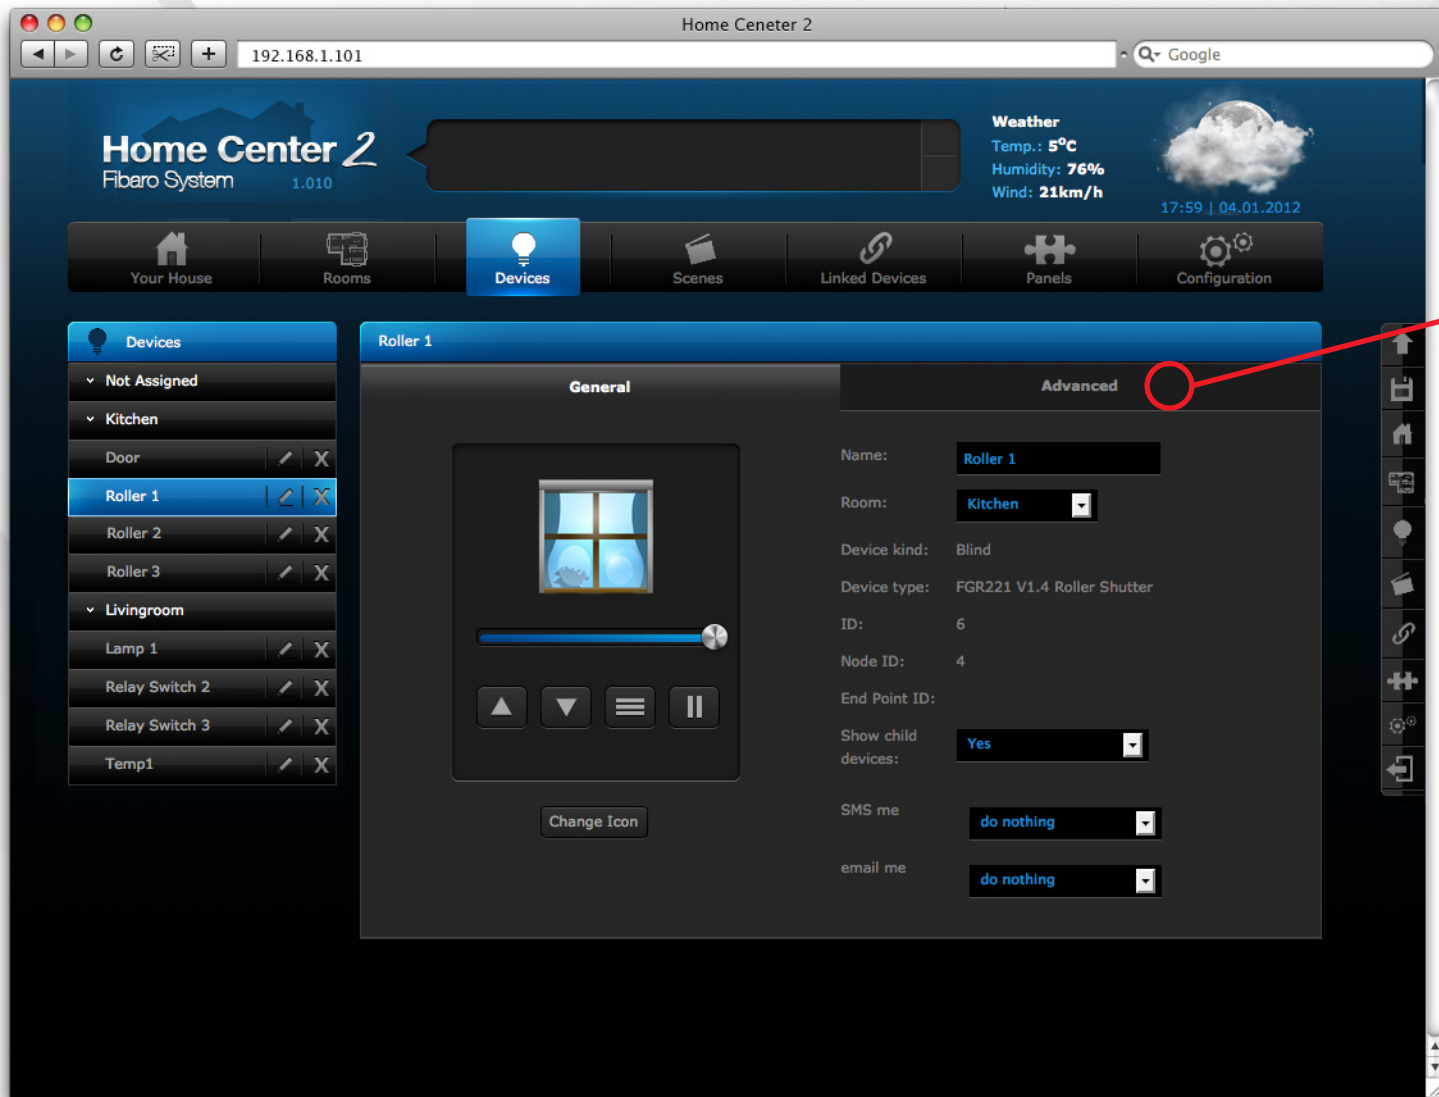 Home Ceneter 2
192.168.1.101
Google
Home Center 2
Fibaro System 1.010
Weather
Temp.: 5°C
Humidity: 76%
Wind: 21km/h
17:59 | 04.01.2012
Your House
Rooms
Devices
Scenes
Linked Devices
Panels
Configuration
Devices
Not Assigned
Kitchen
Door
Roller 1
Roller 2
Roller 3
Livingroom
Lamp 1
Relay Switch 2
Relay Switch 3
Temp1
Roller 1
General
Advanced
Change Icon
Name: Roller 1
Room: Kitchen
Device kind: Blind
Device type: FGR221 V1.4 Roller Shutter
ID: 6
Node ID: 4
End Point ID:
Show child
devices: Yes
SMS me do nothing
email me do nothing